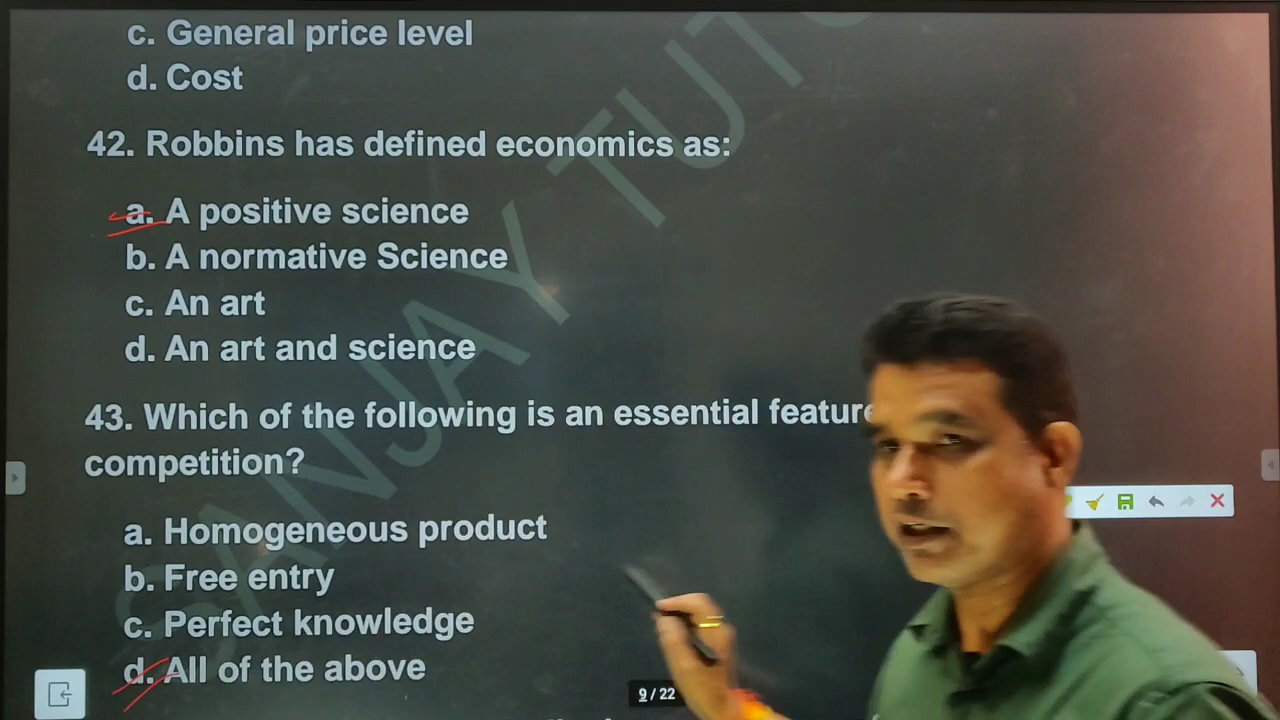 c. General price level
d. Cost
42. Robbins has defined economics as:
a. A positive science
b. A normative Science
c. An art
d. An art and science
43. Which of the following is an essential feature
competition?
a. Homogeneous product
b. Free entry
c. Perfect knowledge
d. All of the above
9 / 22
SANJAY TUTO